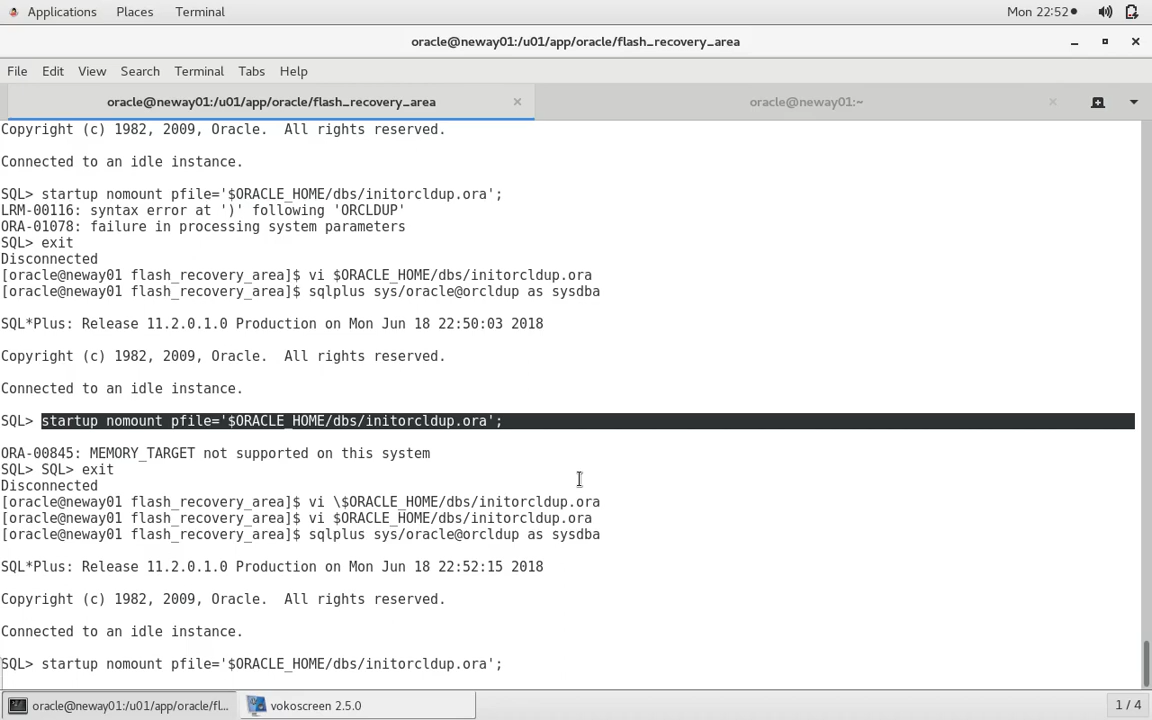 Applications Places Terminal Mon 22:52
oracle@neway01:/u01/app/oracle/flash_recovery_area
File Edit View Search Terminal Tabs Help
oracle@neway01:/u01/app/oracle/flash_recovery_area oracle@neway01:~
Copyright (c) 1982, 2009, Oracle.  All rights reserved.
Connected to an idle instance.
SQL> startup nomount pfile='$ORACLE_HOME/dbs/initorcldup.ora';
LRM-00116: syntax error at ')' following 'ORCLDUP'
ORA-01078: failure in processing system parameters
SQL> exit
Disconnected
[oracle@neway01 flash_recovery_area]$ vi $ORACLE_HOME/dbs/initorcldup.ora
[oracle@neway01 flash_recovery_area]$ sqlplus sys/oracle@orcldup as sysdba
SQL*Plus: Release 11.2.0.1.0 Production on Mon Jun 18 22:50:03 2018
Copyright (c) 1982, 2009, Oracle.  All rights reserved.
Connected to an idle instance.
SQL> startup nomount pfile='$ORACLE_HOME/dbs/initorcldup.ora';
ORA-00845: MEMORY_TARGET not supported on this system
SQL> SQL> exit
Disconnected
[oracle@neway01 flash_recovery_area]$ vi \$ORACLE_HOME/dbs/initorcldup.ora
[oracle@neway01 flash_recovery_area]$ vi $ORACLE_HOME/dbs/initorcldup.ora
[oracle@neway01 flash_recovery_area]$ sqlplus sys/oracle@orcldup as sysdba
SQL*Plus: Release 11.2.0.1.0 Production on Mon Jun 18 22:52:15 2018
Copyright (c) 1982, 2009, Oracle.  All rights reserved.
Connected to an idle instance.
SQL> startup nomount pfile='$ORACLE_HOME/dbs/initorcldup.ora';
oracle@neway01:/u01/app/oracle/fl... vokoscreen 2.5.0 1 / 4